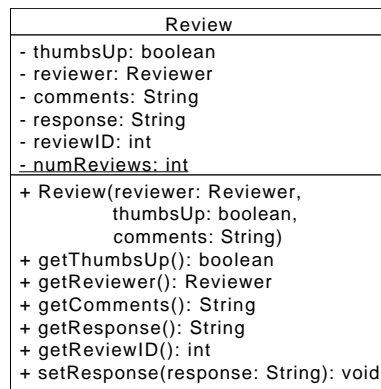 Review
- thumbsUp: boolean
- reviewer: Reviewer
- comments: String
- response: String
- reviewID: int
- numReviews: int
+ Review(reviewer: Reviewer,
thumbsUp: boolean,
comments: String)
+ getThumbsUp(): boolean
+ getReviewer(): Reviewer
+ getComments(): String
+ getResponse(): String
+ getReviewID(): int
+ setResponse(response: String): void